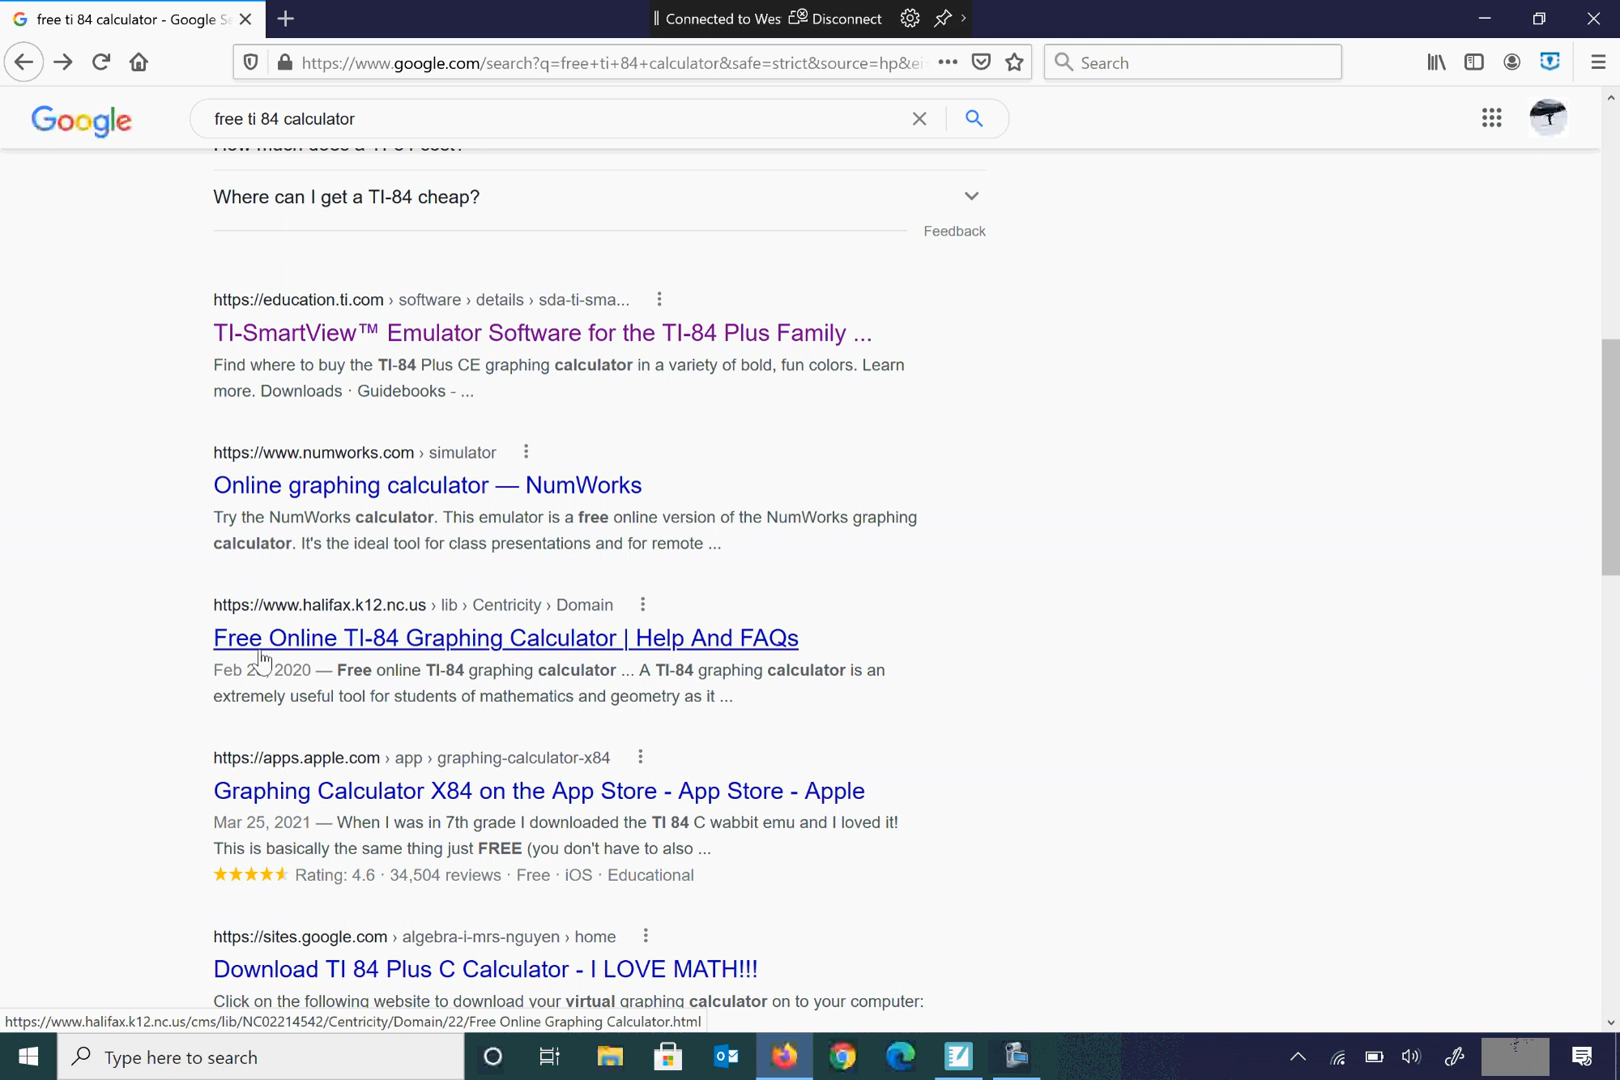 free ti 84 calculator - Google Se
Connected to Wes Disconnect
https://www.google.com/search?q=free+ti+84+calculator&safe=strict&source=hp&ei
Search
Google
free ti 84 calculator
Where can I get a TI-84 cheap?
Feedback
https://education.ti.com › software › details › sda-ti-sma...
TI-SmartView™ Emulator Software for the TI-84 Plus Family ...
Find where to buy the TI-84 Plus CE graphing calculator in a variety of bold, fun colors. Learn
more. Downloads · Guidebooks - ...
https://www.numworks.com › simulator
Online graphing calculator — NumWorks
Try the NumWorks calculator. This emulator is a free online version of the NumWorks graphing
calculator. It's the ideal tool for class presentations and for remote ...
https://www.halifax.k12.nc.us › lib › Centricity › Domain
Free Online TI-84 Graphing Calculator | Help And FAQs
Feb 2 2020 — Free online TI-84 graphing calculator ... A TI-84 graphing calculator is an
extremely useful tool for students of mathematics and geometry as it ...
https://apps.apple.com › app › graphing-calculator-x84
Graphing Calculator X84 on the App Store - App Store - Apple
Mar 25, 2021 — When I was in 7th grade I downloaded the TI 84 C wabbit emu and I loved it!
This is basically the same thing just FREE (you don't have to also ...
Rating: 4.6 · 34,504 reviews · Free · iOS · Educational
https://sites.google.com › algebra-i-mrs-nguyen › home
Download TI 84 Plus C Calculator - I LOVE MATH!!!
Click on the following website to download your virtual graphing calculator on to your computer:
https://www.halifax.k12.nc.us/cms/lib/NC02214542/Centricity/Domain/22/Free Online Graphing Calculator.html
Type here to search